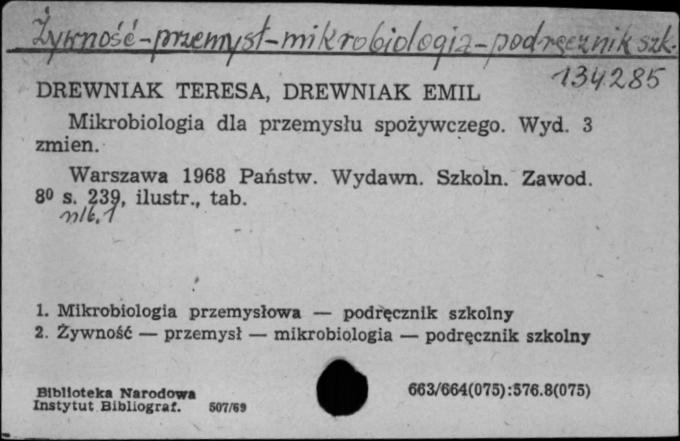 Żywność-przemysł-mikrobiologia-podręcznik szk.
134285
DREWNIAK TERESA, DREWNIAK EMIL
Mikrobiologia dla przemysłu spożywczego. Wyd. 3
zmien.
Warszawa 1968 Państw. Wydawn. Szkoln. Zawod.
8⁰ s. 239, ilustr., tab.
nlb. 1
1. Mikrobiologia przemysłowa — podręcznik szkolny
2. Żywność — przemysł — mikrobiologia — podręcznik szkolny
Biblioteka Narodowa
Instytut Bibliograf. 507/69
663/664(075):576.8(075)